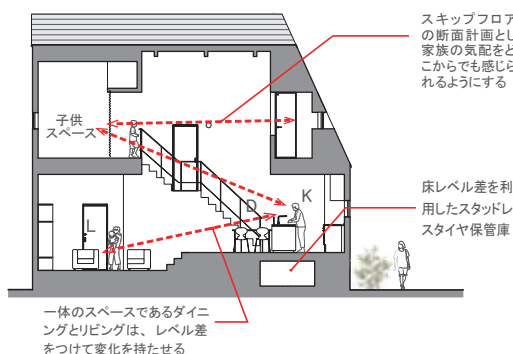 スキップフロア
の断面計画とし
家族の気配をど
こからでも感じら
れるようにする
子供
スペース
K
D
L
床レベル差を利
用したスタッドレ
スタイヤ保管庫
一体のスペースであるダイニ
ングとリビングは、レベル差
をつけて変化を持たせる